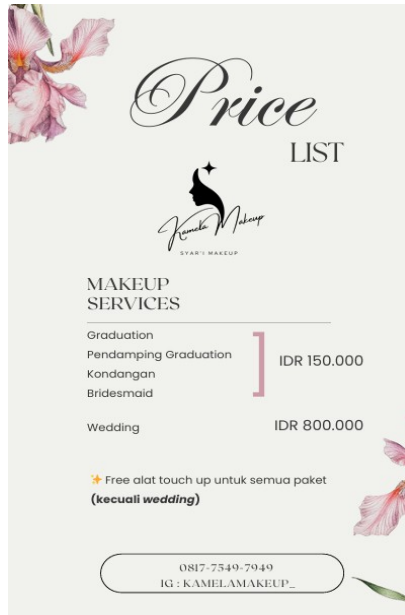 Price
LIST
Kamela Makeup
SYAR'I MAKEUP
MAKEUP
SERVICES
Graduation
Pendamping Graduation
Kondangan
Bridesmaid
IDR 150.000
Wedding
IDR 800.000
✨ Free alat touch up untuk semua paket
(kecuali wedding)
0817-7549-7949
IG : KAMELAMAKEUP_